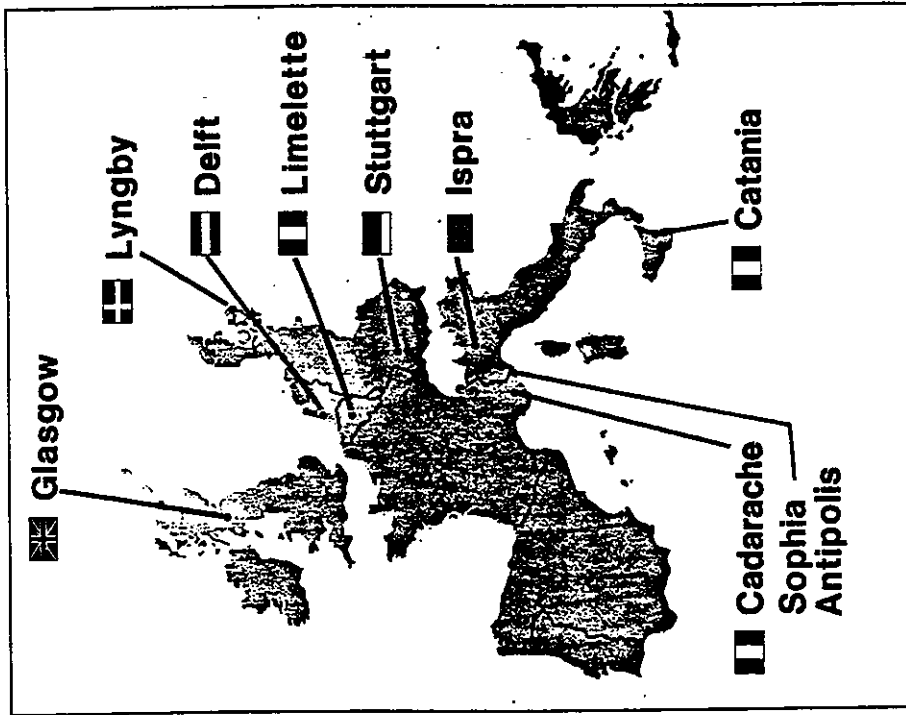 Glasgow
Lyngby
Delft
Limelette
Stuttgart
Ispra
Catania
Cadarache
Sophia
Antipolis